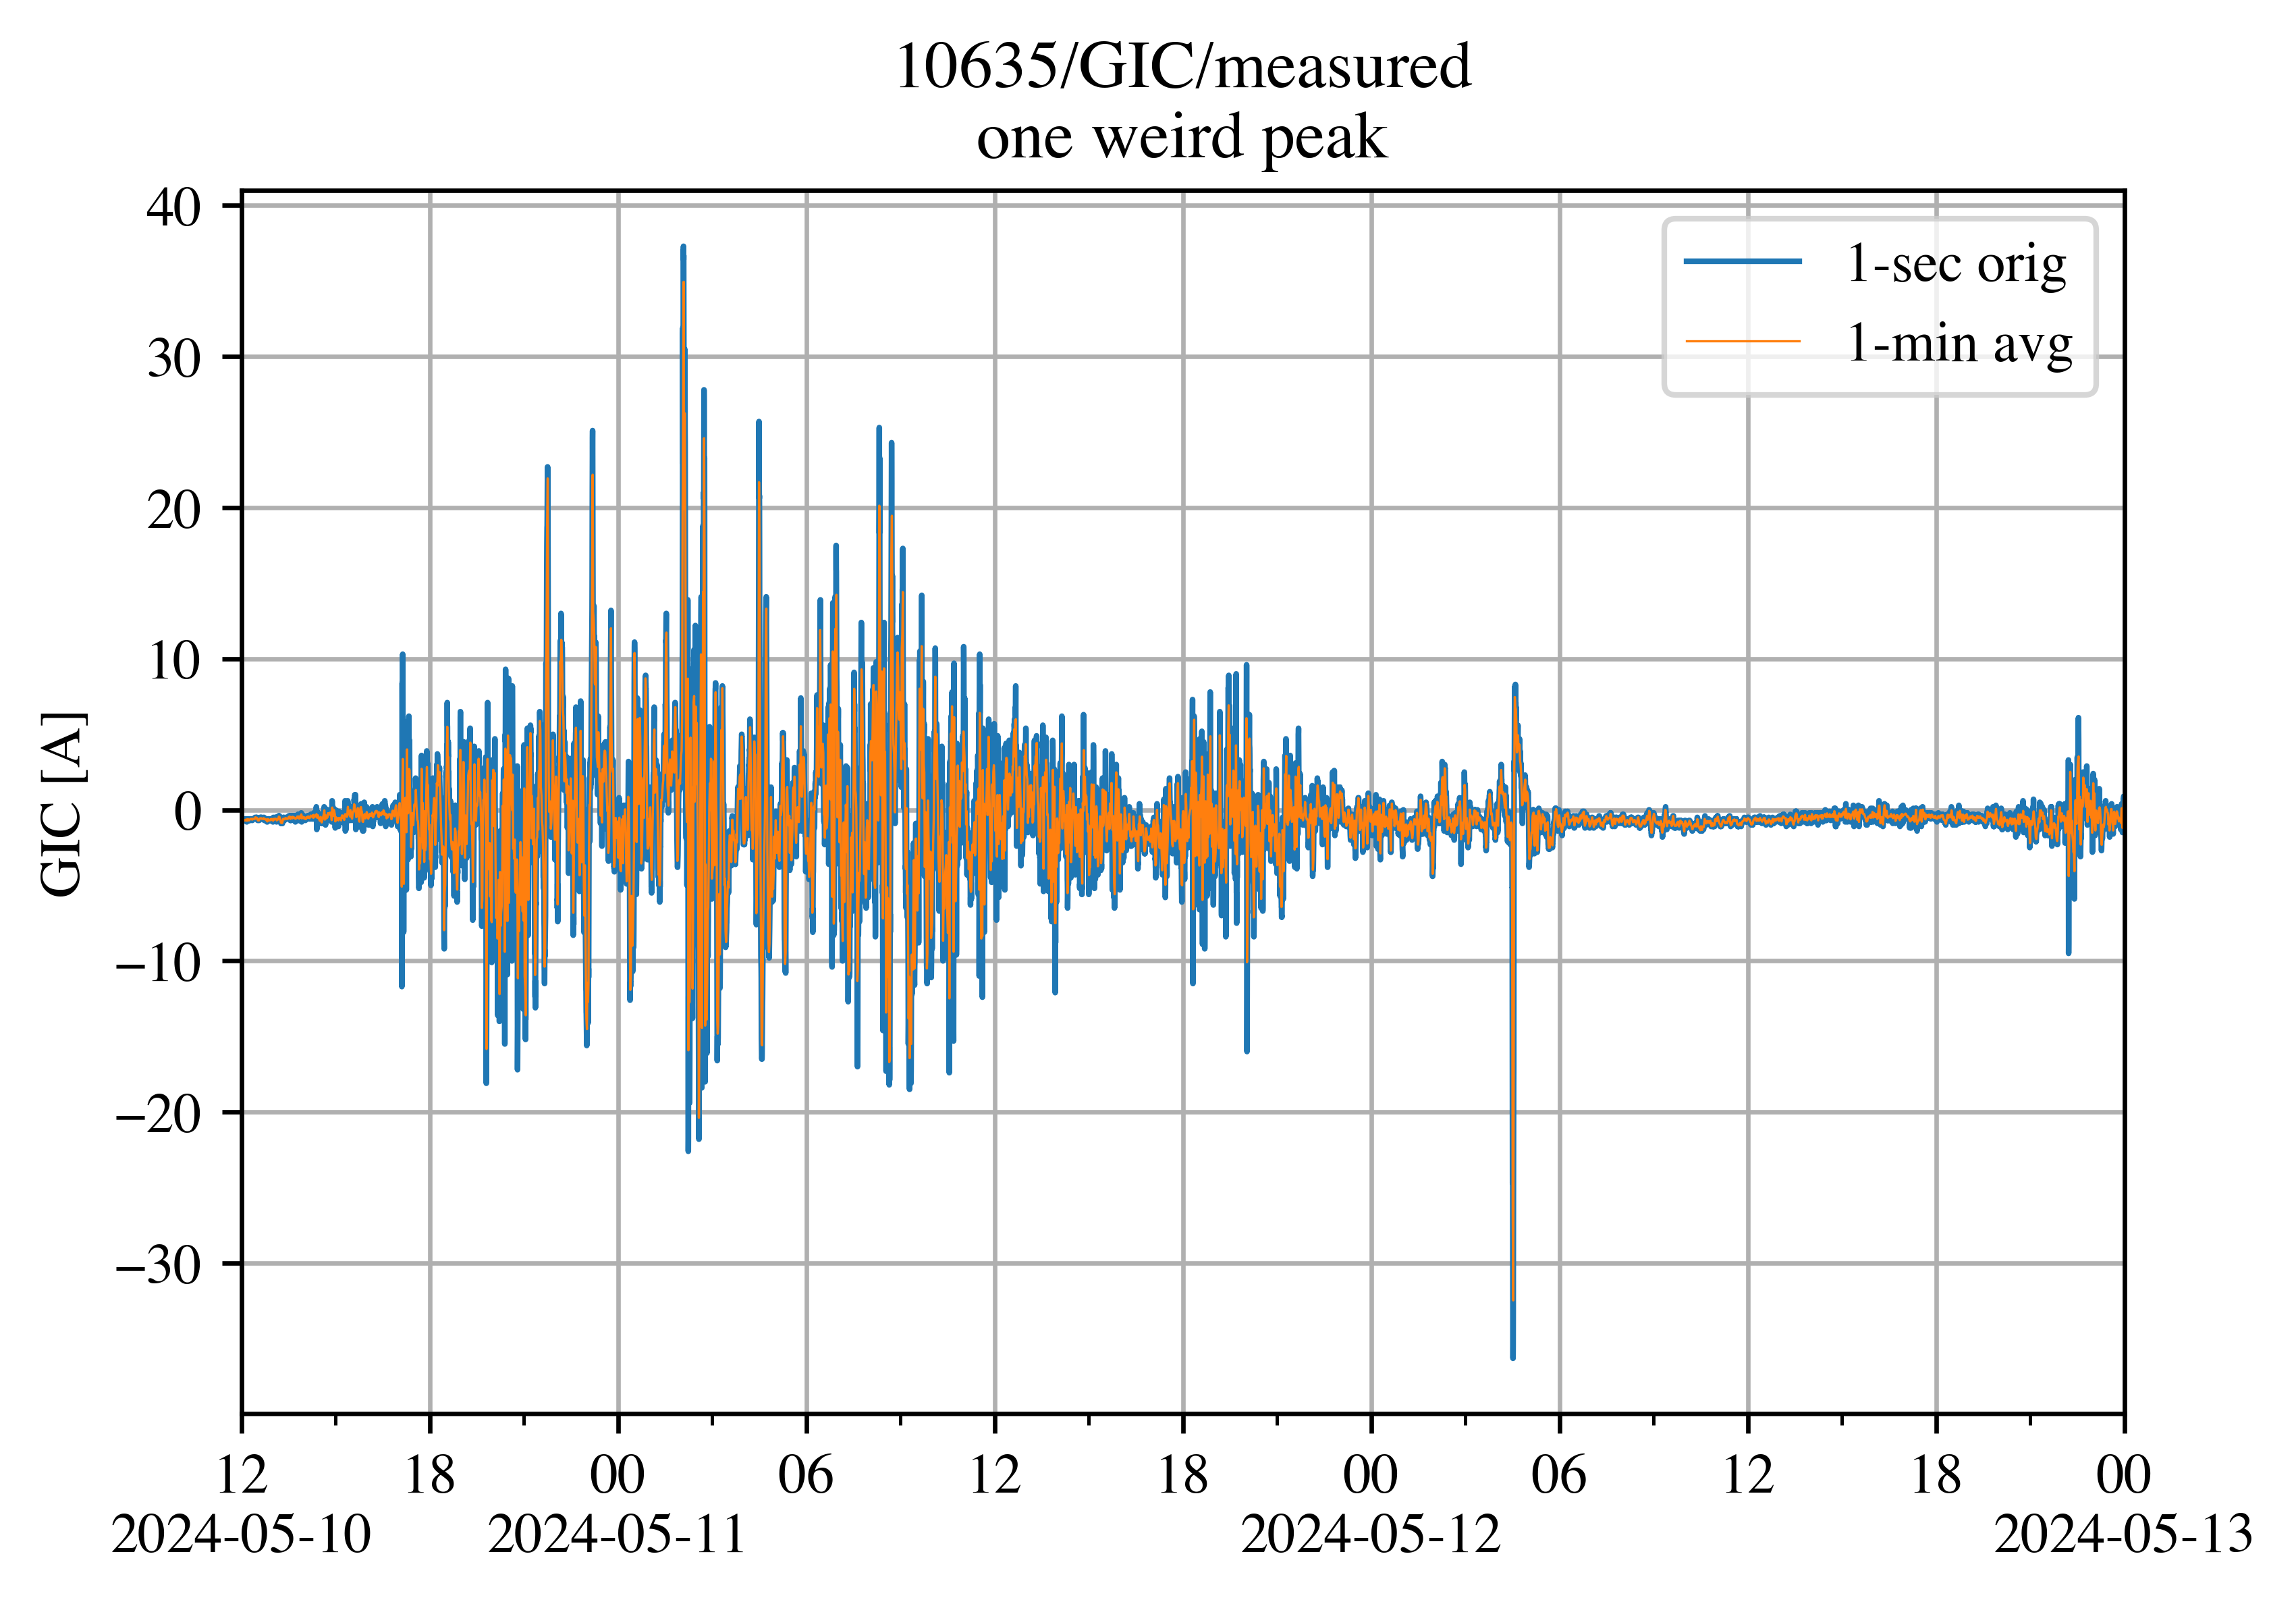 10635/GIC/measured
one weird peak
1-sec orig
1-min avg
GIC [A]
40
30
20
10
0
−10
−20
−30
12 18 00 06 12 18 00 06 12 18 00
2024-05-10 2024-05-11 2024-05-12 2024-05-13